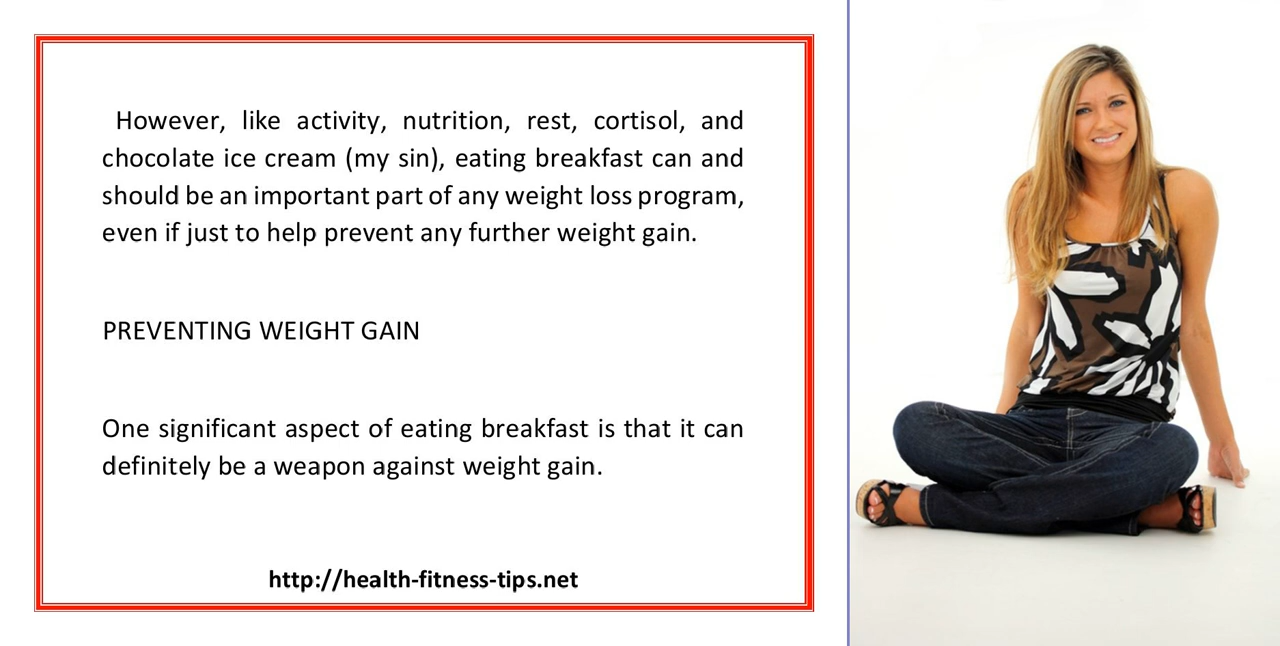 However, like activity, nutrition, rest, cortisol, and
chocolate ice cream (my sin), eating breakfast can and
should be an important part of any weight loss program,
even if just to help prevent any further weight gain.
PREVENTING WEIGHT GAIN
One significant aspect of eating breakfast is that it can
definitely be a weapon against weight gain.
http://health-fitness-tips.net